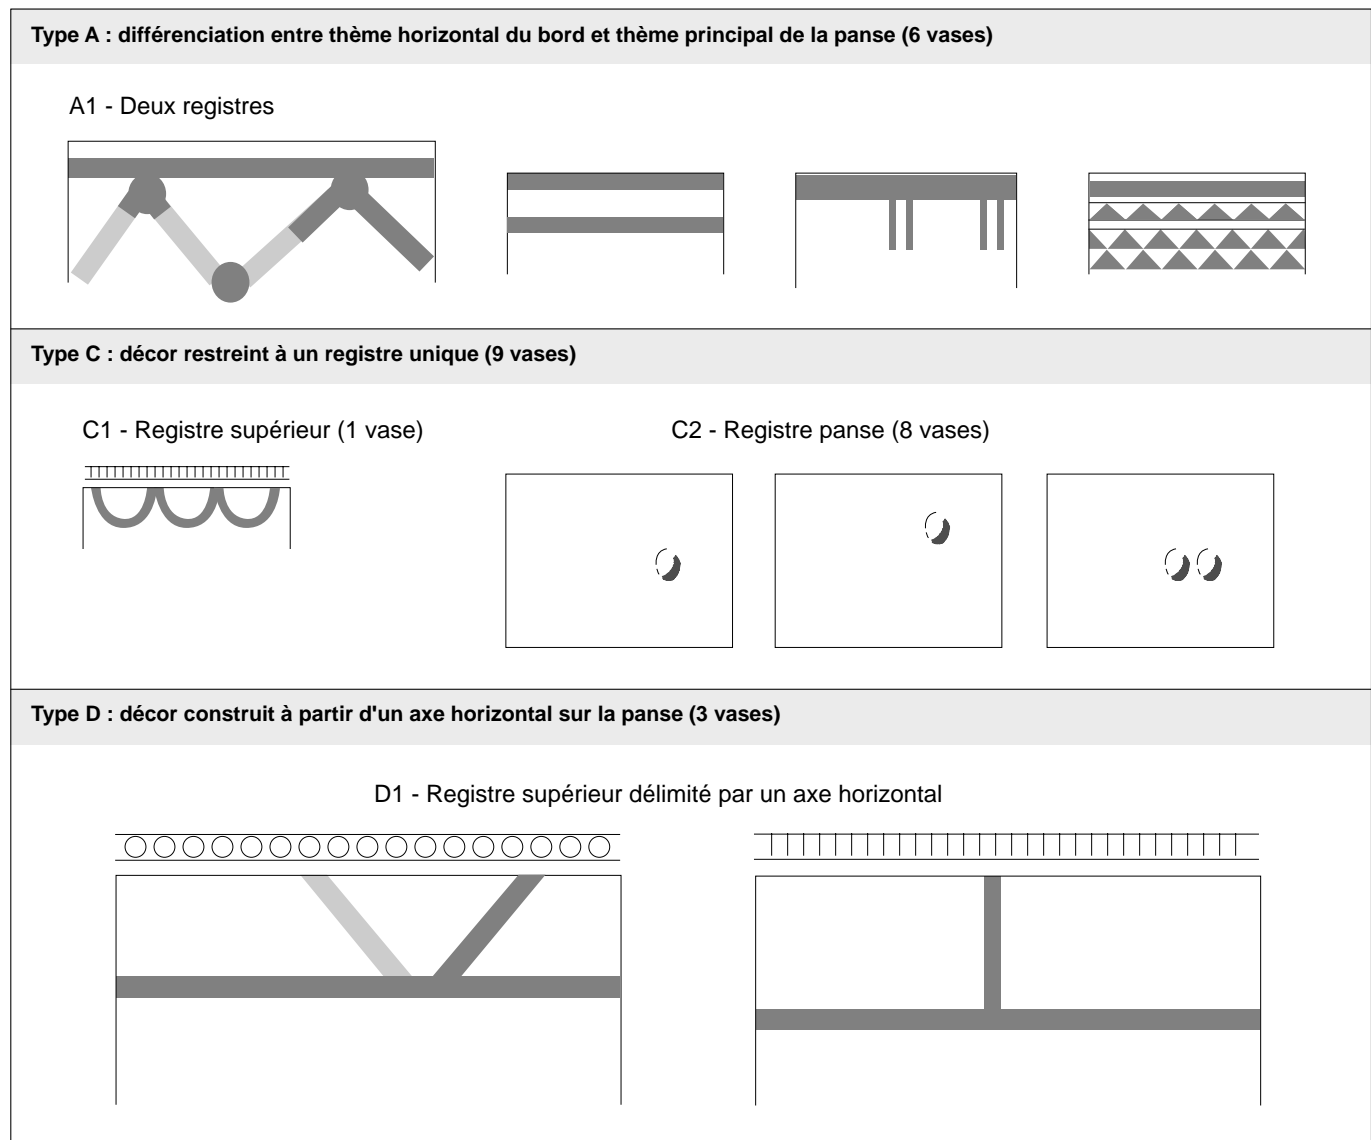 Type A : différenciation entre thème horizontal du bord et thème principal de la panse (6 vases)
A1 - Deux registres
Type C : décor restreint à un registre unique (9 vases)
C1 - Registre supérieur (1 vase)
C2 - Registre panse (8 vases)
Type D : décor construit à partir d'un axe horizontal sur la panse (3 vases)
D1 - Registre supérieur délimité par un axe horizontal